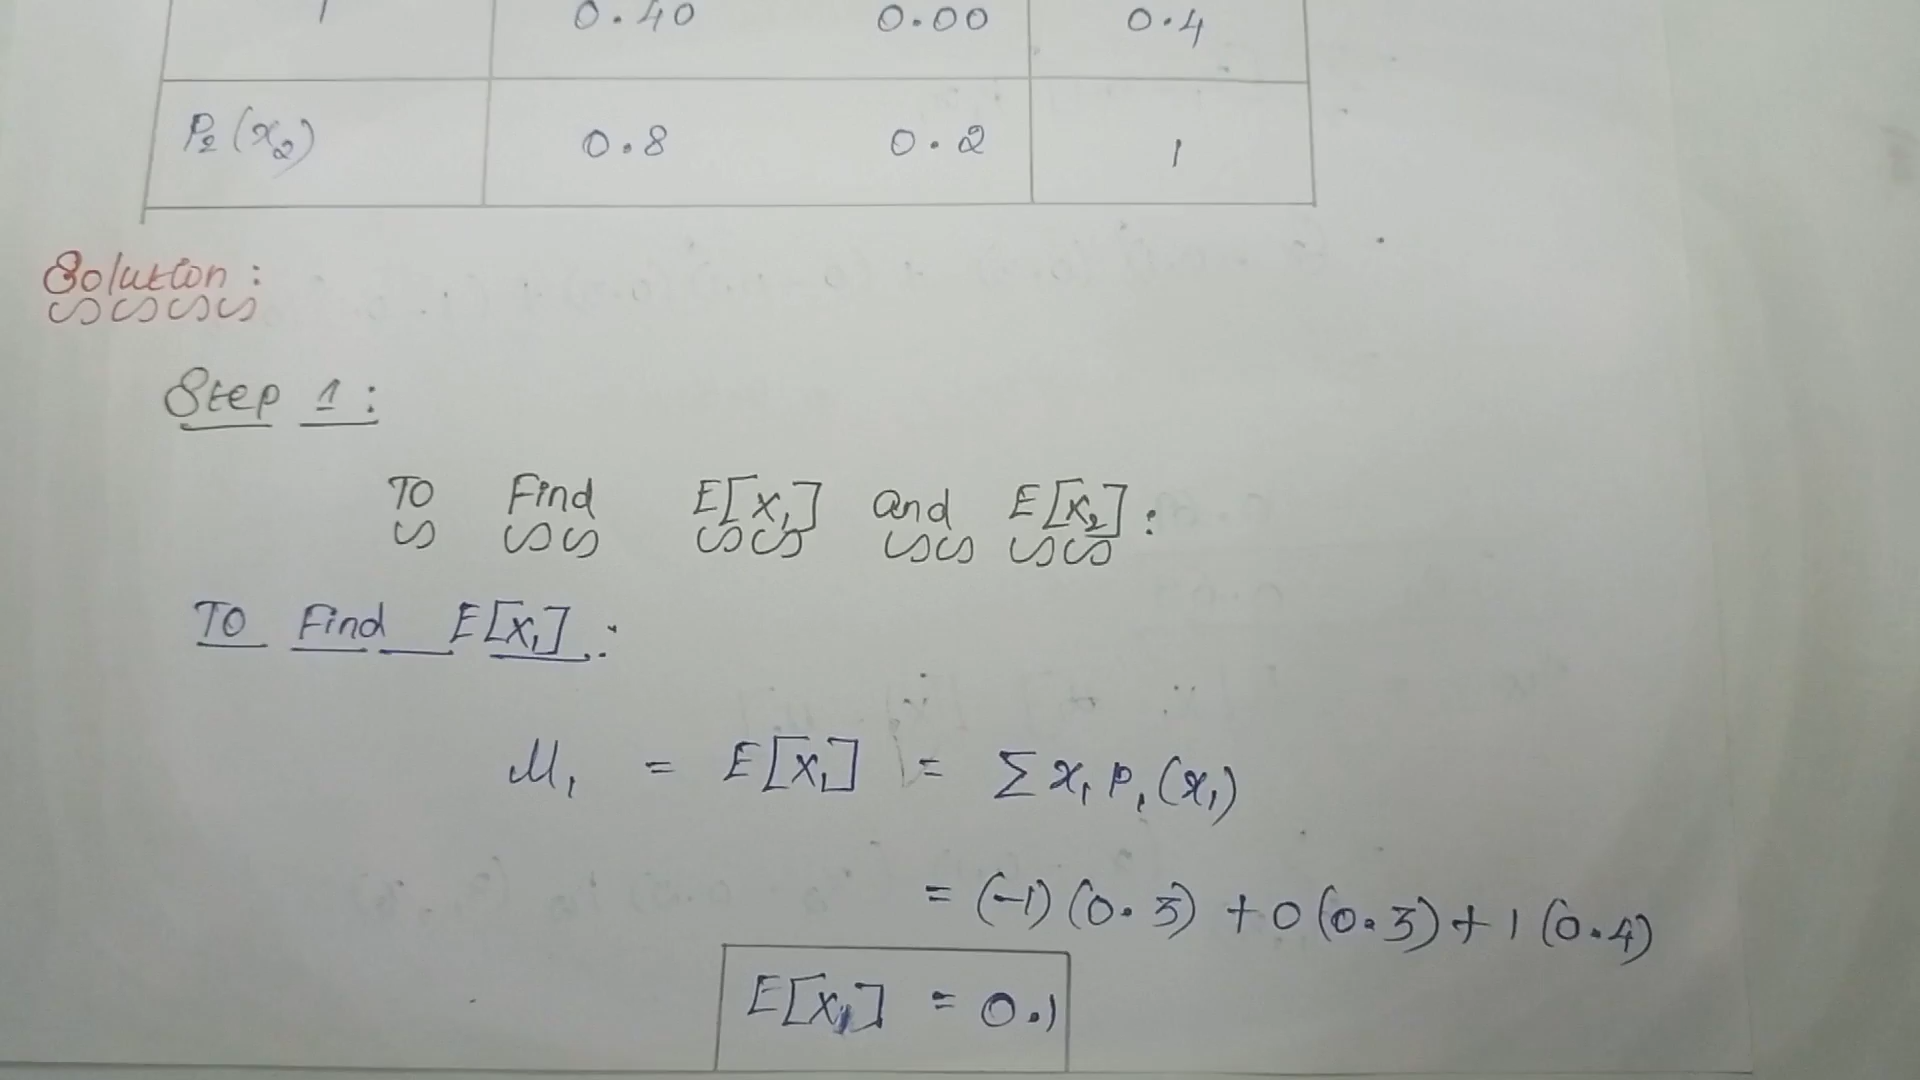 1 0.40 0.00 0.4
P₂(x₂) 0.8 0.2 1
Solution:
Step 1:
To Find E[X₁] and E[X₂]:
To Find E[X₁]:
μ₁ = E[X₁] = Σ x₁ P₁(x₁)
= (-1)(0.3) + 0(0.3) + 1(0.4)
E[X₁] = 0.1